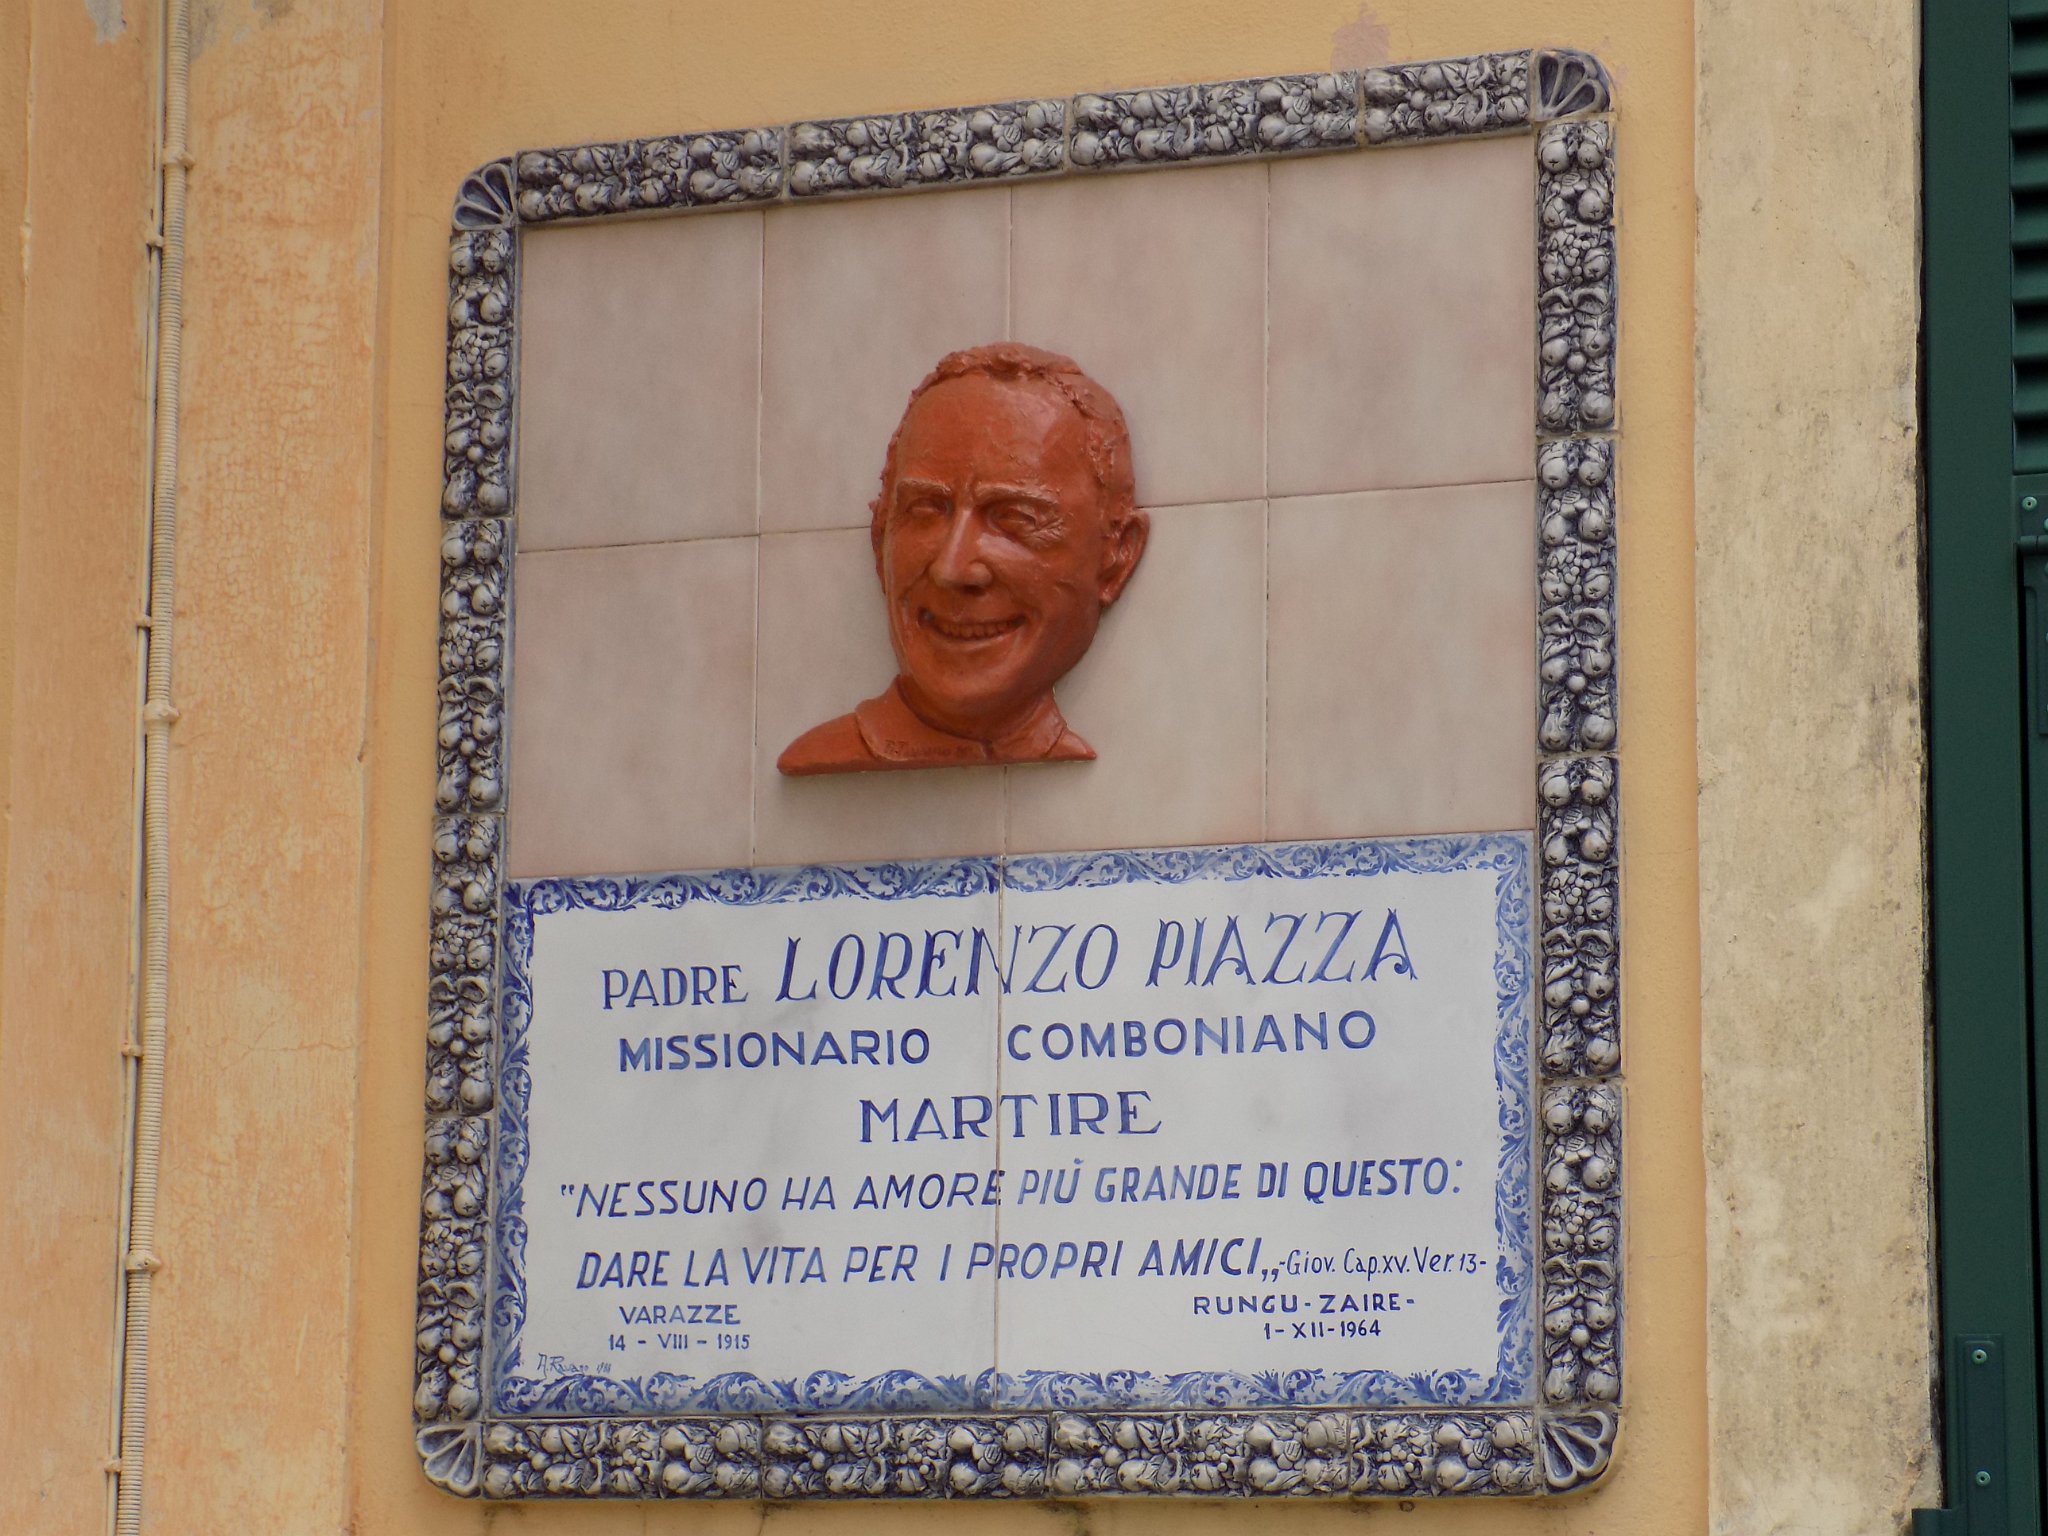 PADRE LORENZO PIAZZA
MISSIONARIO COMBONIANO
MARTIRE
"NESSUNO HA AMORE PIÚ GRANDE DI QUESTO:
DARE LA VITA PER I PROPRI AMICI„-Giov. Cap.xv. Ver.13-
VARAZZE
14 - VIII - 1915
RUNGU - ZAIRE-
1 - XII - 1964